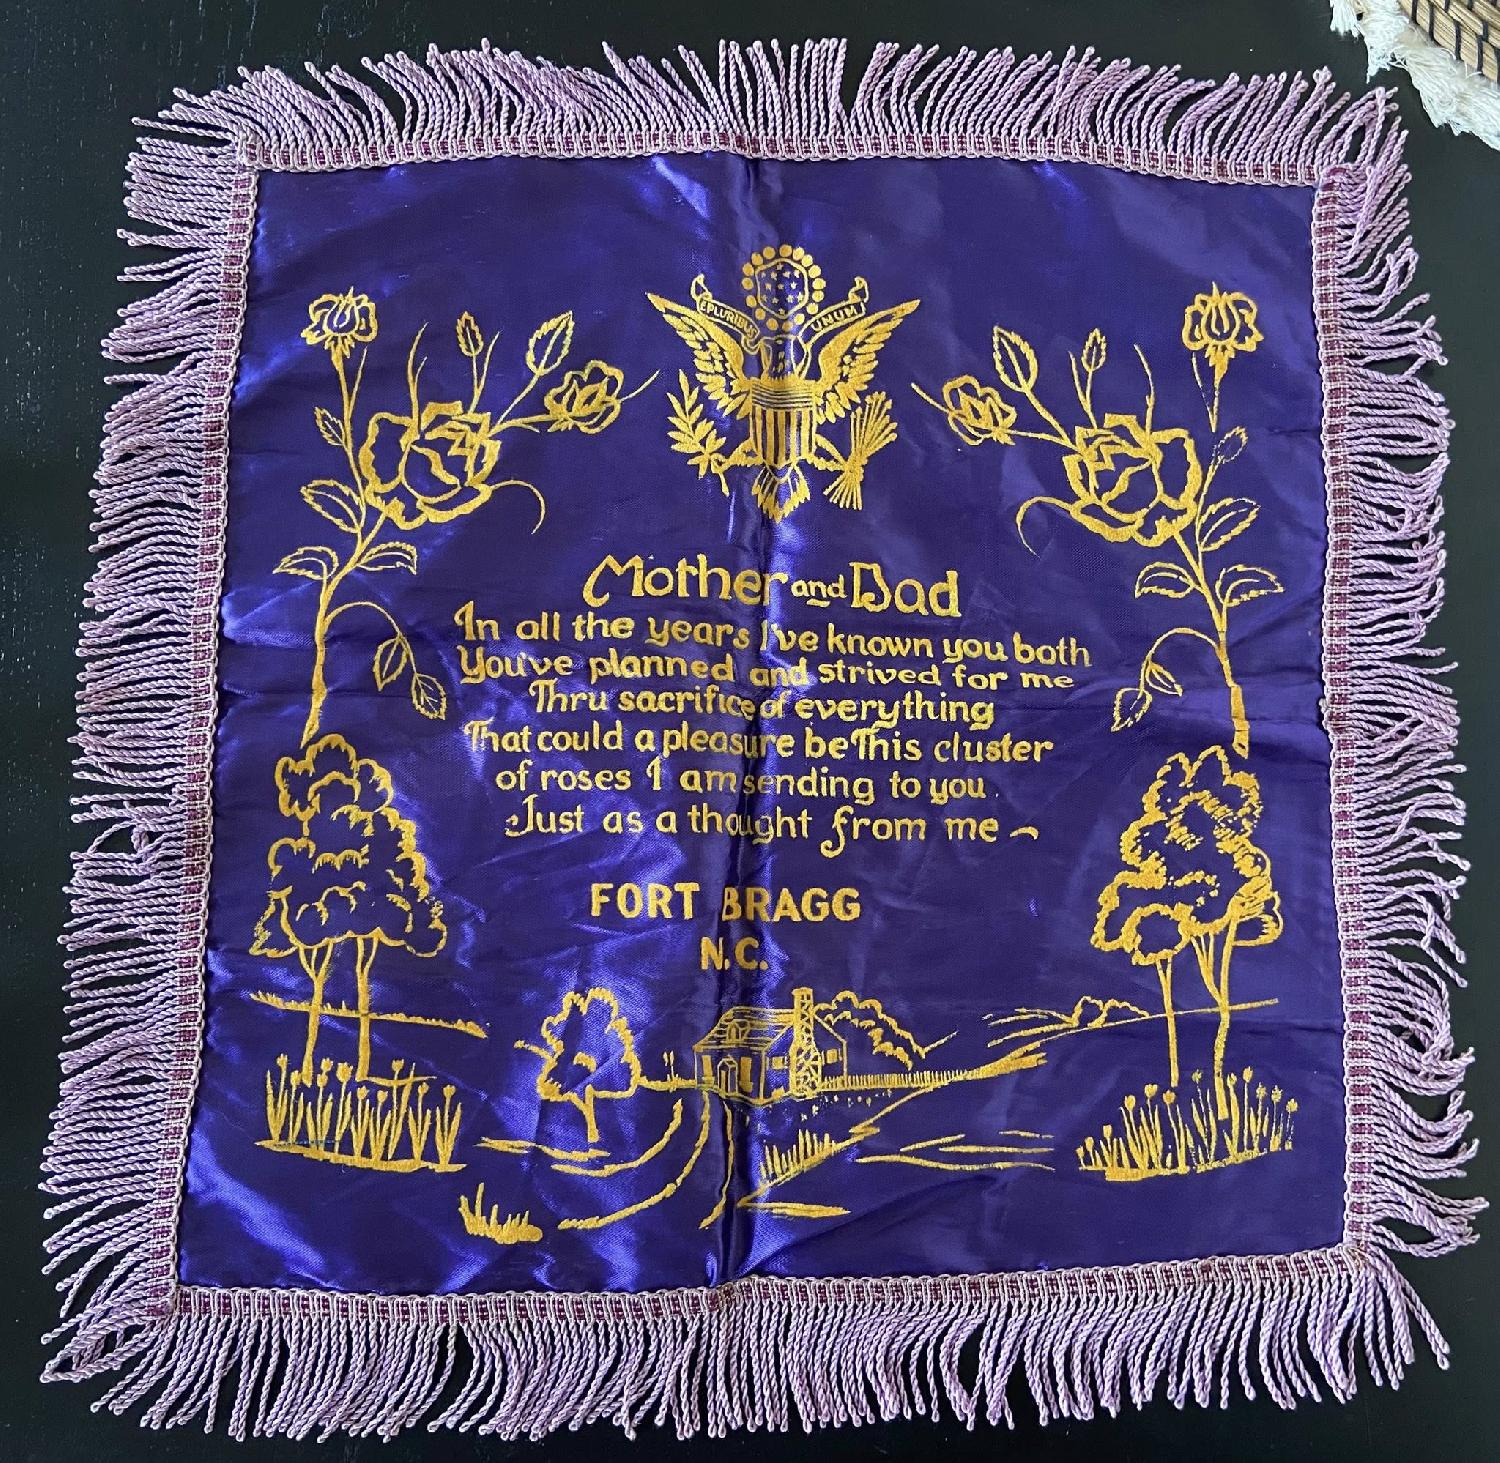 E PLURIBUS UNUM
Mother and Dad
In all the years I've known you both
You've planned and strived for me
Thru sacrifice of everything
That could a pleasure be This cluster
of roses I am sending to you.
Just as a thought from me
FORT BRAGG
N.C.